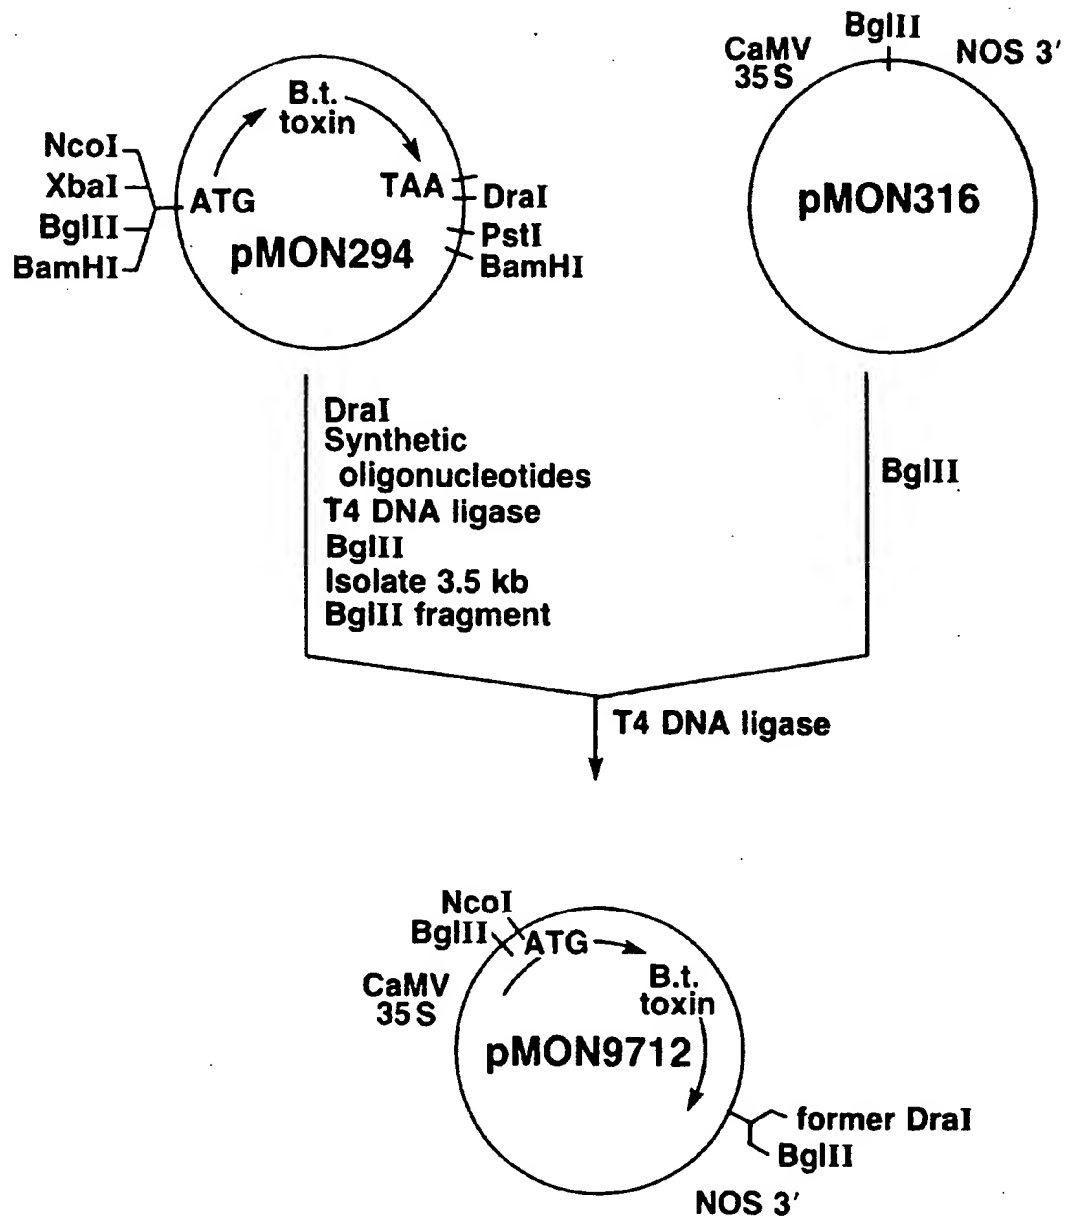 B.t.
toxin
NcoI
XbaI
BglII
BamHI
ATG
TAA
DraI
PstI
BamHI
pMON294
BglII
CaMV
35S
NOS 3′
pMON316
DraI
Synthetic
oligonucleotides
T4 DNA ligase
BglII
Isolate 3.5 kb
BglII fragment
BglII
T4 DNA ligase
NcoI
BglII
ATG
CaMV
35S
B.t.
toxin
pMON9712
former DraI
BglII
NOS 3′